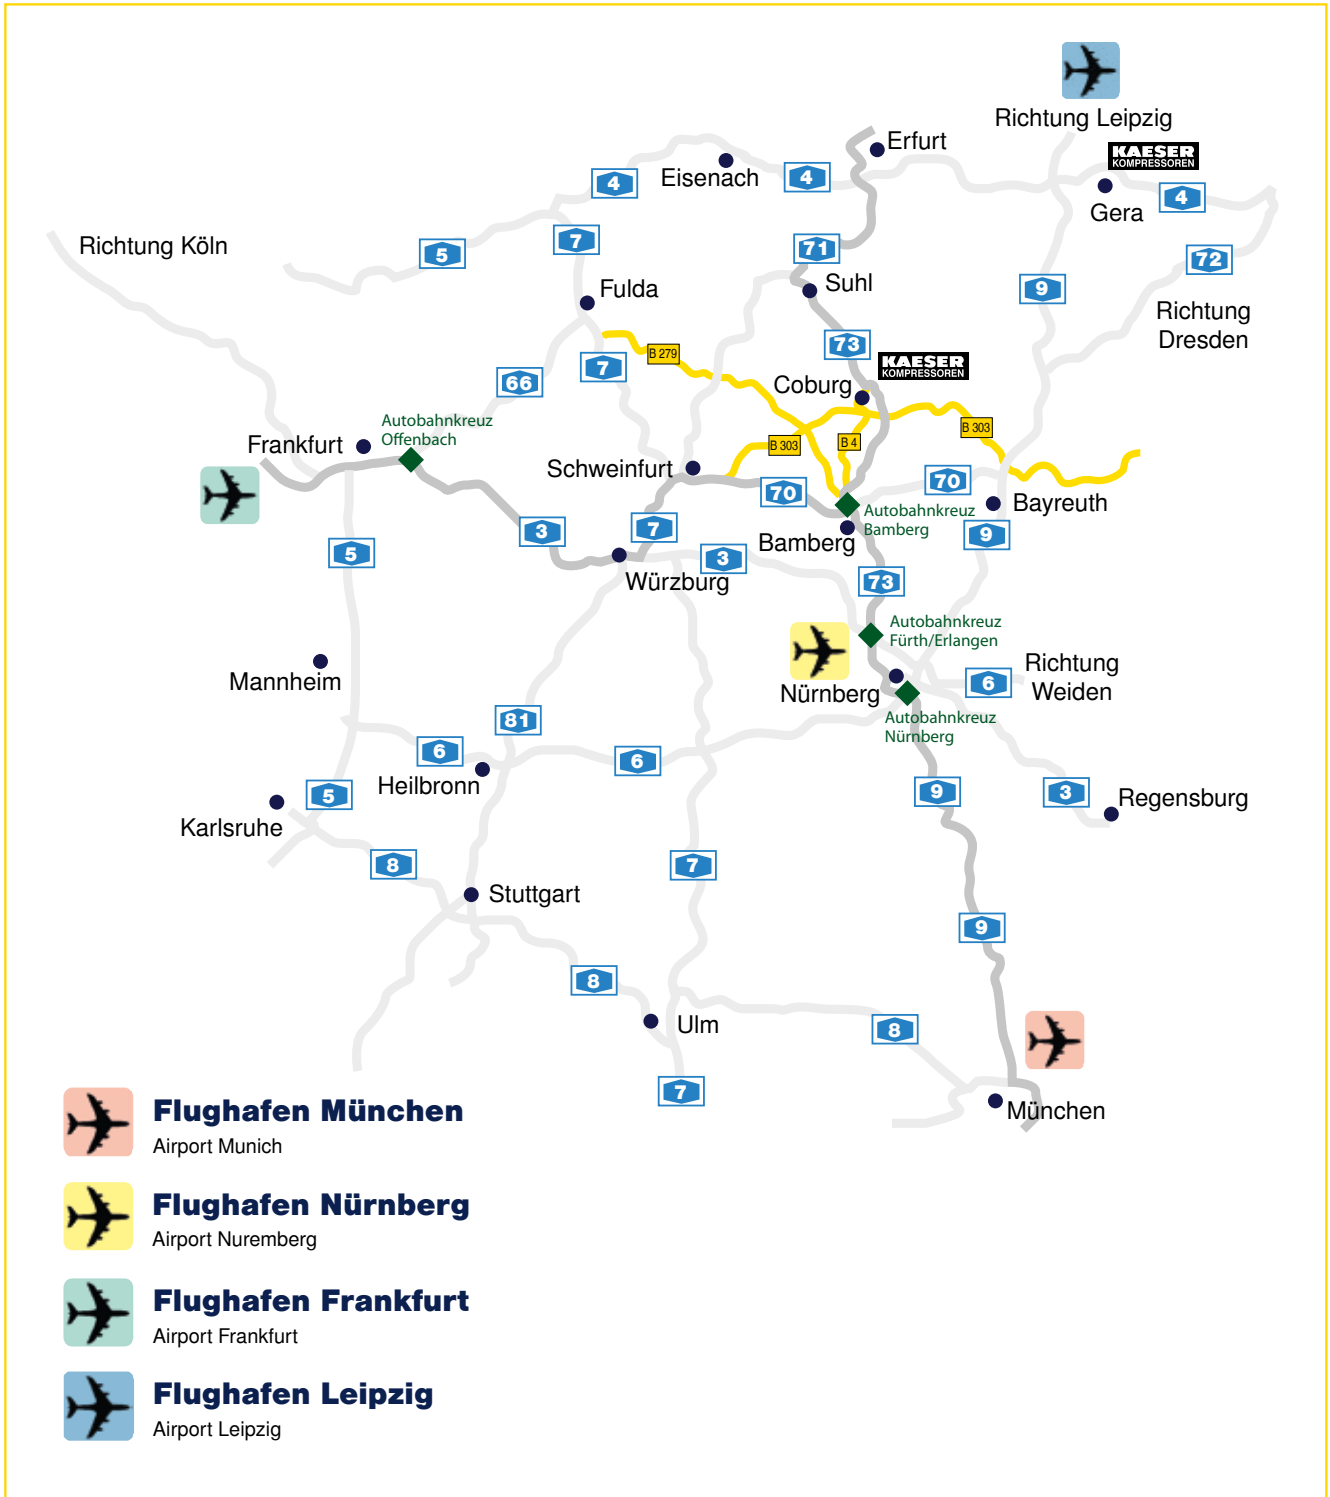 Richtung Leipzig
Erfurt
KAESER
KOMPRESSOREN
Eisenach
4
4
4
Gera
Richtung Köln
5
7
71
72
Suhl
9
Fulda
Richtung
Dresden
73
B 279
7
KAESER
KOMPRESSOREN
66
Coburg
Autobahnkreuz
Offenbach
B 303
B 303
B 4
Frankfurt
Schweinfurt
70
70
Bayreuth
Autobahnkreuz
Bamberg
3
7
9
Bamberg
5
3
Würzburg
73
Autobahnkreuz
Fürth/Erlangen
Richtung
Weiden
Mannheim
Nürnberg
6
Autobahnkreuz
Nürnberg
81
6
6
Heilbronn
5
9
3
Regensburg
Karlsruhe
8
7
Stuttgart
9
8
Ulm
8
7
München
Flughafen München
Airport Munich
Flughafen Nürnberg
Airport Nuremberg
Flughafen Frankfurt
Airport Frankfurt
Flughafen Leipzig
Airport Leipzig